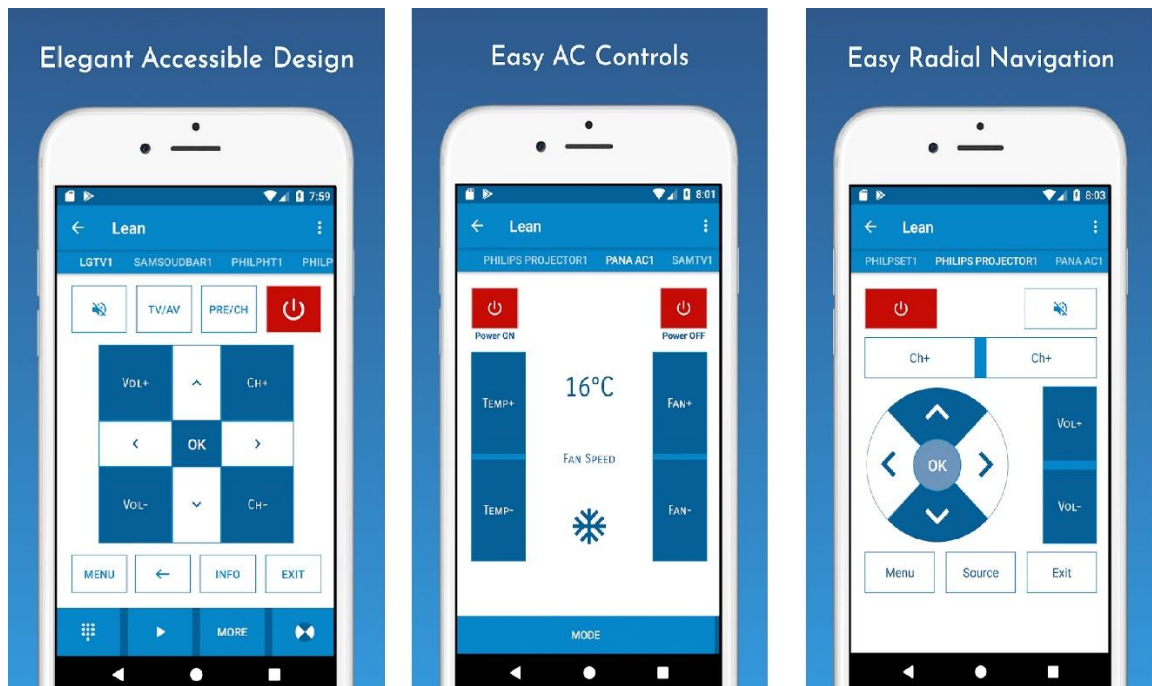 Elegant Accessible Design
7:59
Lean
LGTV1 SAMSOUDBAR1 PHILPHT1 PHILP
TV/AV PRE/CH
VOL+ CH+
OK
VOL- CH-
MENU INFO EXIT
MORE
Easy AC Controls
8:01
Lean
PHILIPS PROJECTOR1 PANA AC1 SAMTV1
Power ON Power OFF
16°C
TEMP+ FAN+
FAN SPEED
TEMP- FAN-
MODE
Easy Radial Navigation
8:03
Lean
PHILPSET1 PHILIPS PROJECTOR1 PANA AC1
Ch+ Ch+
VOL+
OK
VOL-
Menu Source Exit